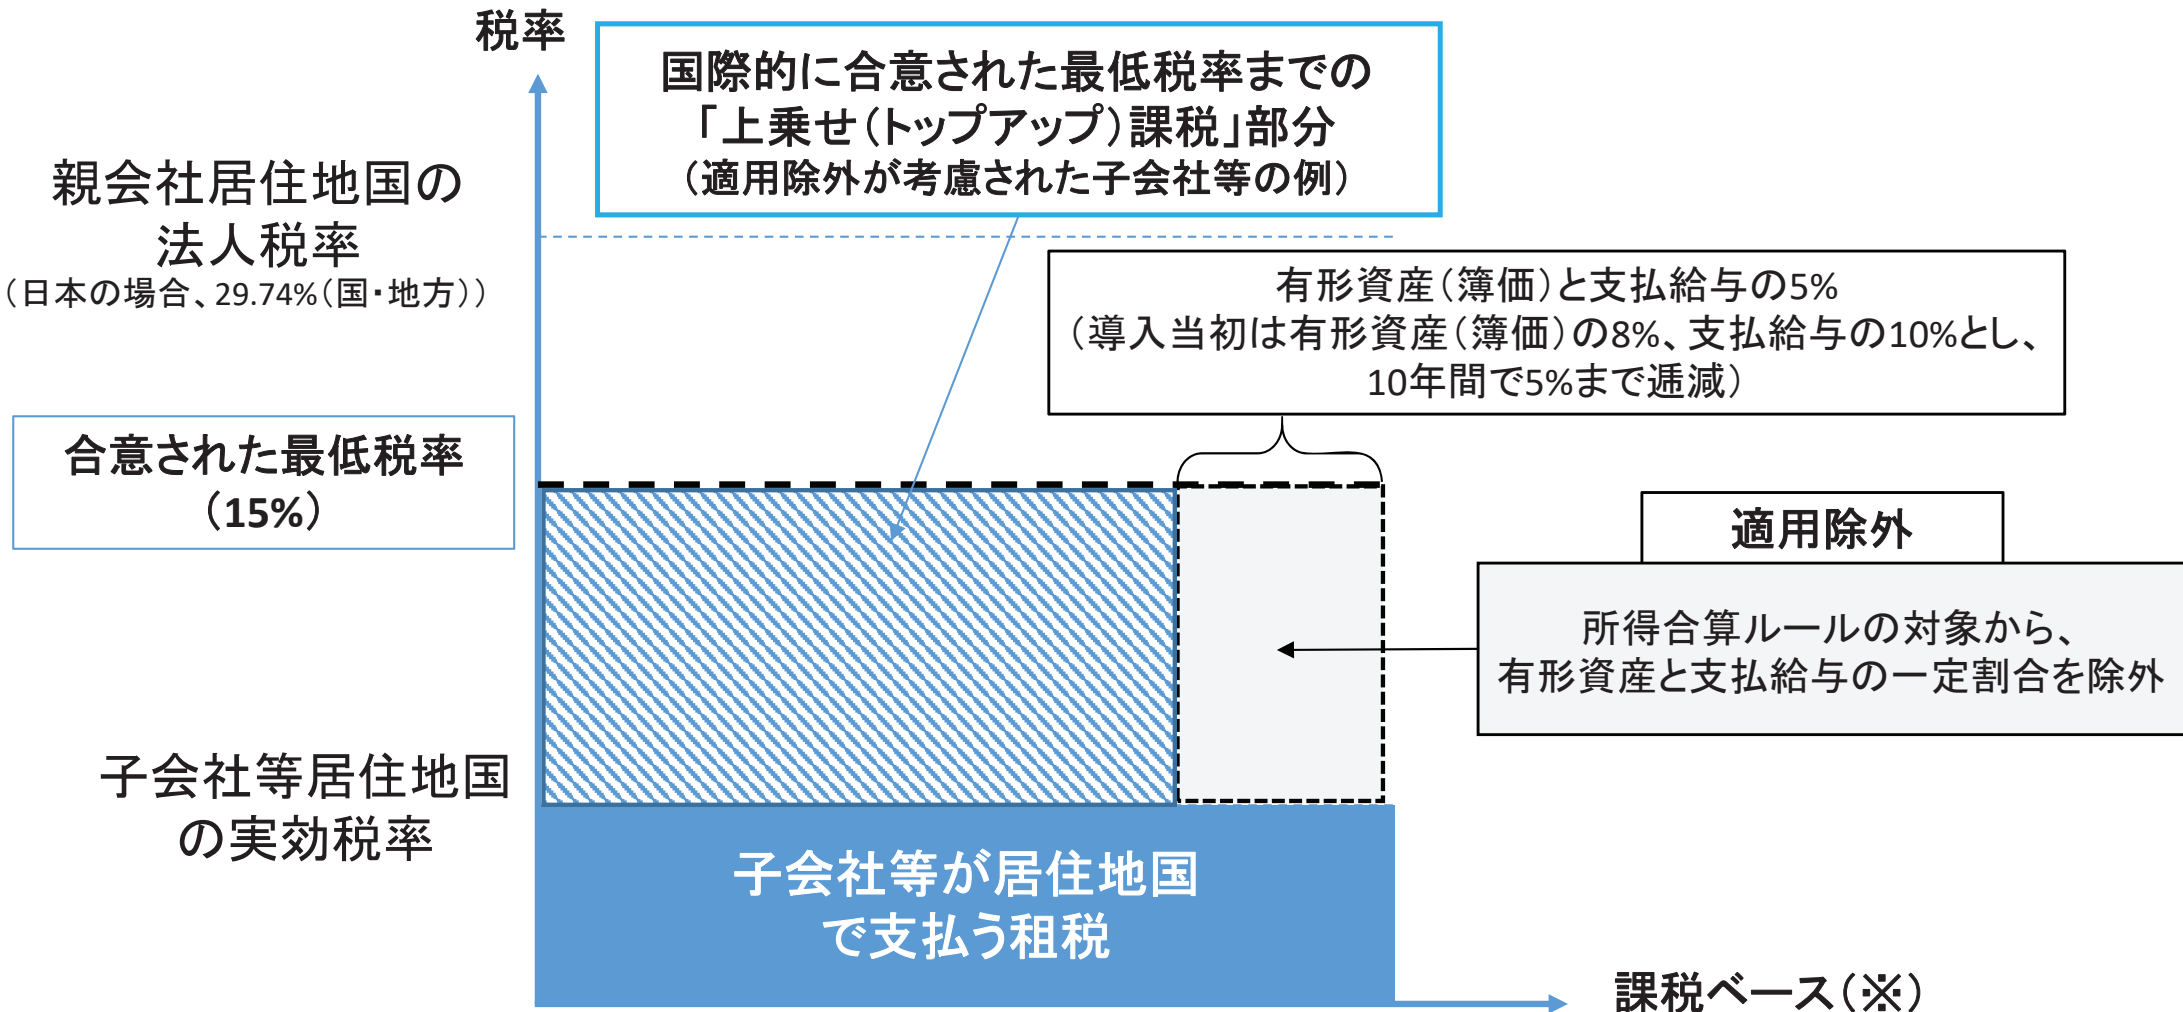 税率
国際的に合意された最低税率までの
「上乗せ(トップアップ)課税」部分
(適用除外が考慮された子会社等の例)
親会社居住地国の
法人税率
(日本の場合、29.74%(国・地方))
有形資産(簿価)と支払給与の5%
(導入当初は有形資産(簿価)の8%、支払給与の10%とし、
10年間で5%まで逓減)
合意された最低税率
(15%)
適用除外
所得合算ルールの対象から、
有形資産と支払給与の一定割合を除外
子会社等居住地国
の実効税率
子会社等が居住地国
で支払う租税
課税ベース(※)